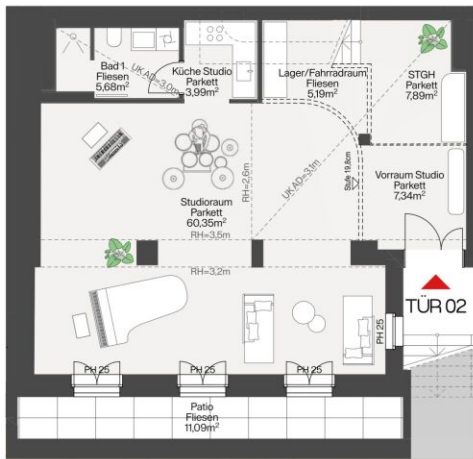 Bad 1
Fliesen
5,68m²
UK AD=3,0m
Küche Studio
Parkett
3,99m²
Lager/Fahrradraum
Fliesen
5,19m²
STGH
Parkett
7,89m²
Studioraum
Parkett
60,35m²
RH=2,6m
UK AD=3,1m
Stufe 19,8cm
Vorraum Studio
Parkett
7,34m²
RH=3,5m
RH=3,2m
TÜR 02
PH 25
PH 25
PH 25
PH 25
Patio
Fliesen
11,09m²